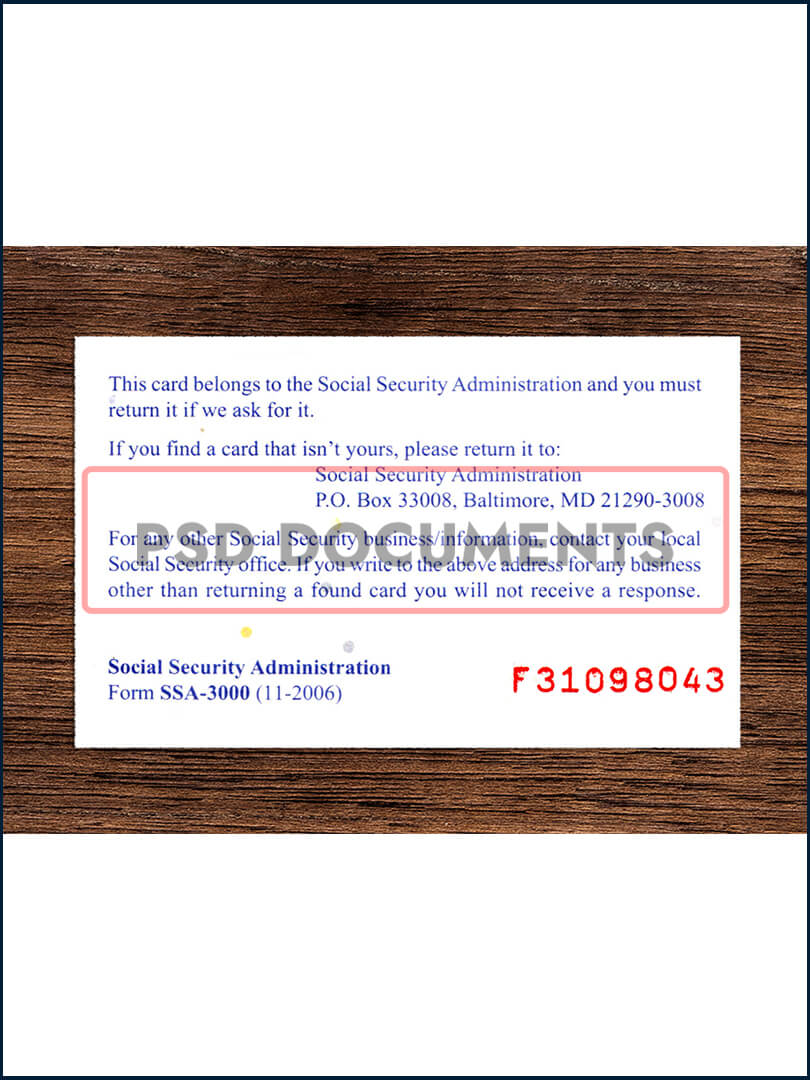 This card belongs to the Social Security Administration and you must
return it if we ask for it.
If you find a card that isn't yours, please return it to:
Social Security Administration
P.O. Box 33008, Baltimore, MD 21290-3008
For any other Social Security business/information, contact your local
PSD DOCUMENTS
Social Security office. If you write to the above address for any business
other than returning a found card you will not receive a response.
Social Security Administration
Form SSA-3000 (11-2006)
F31098043